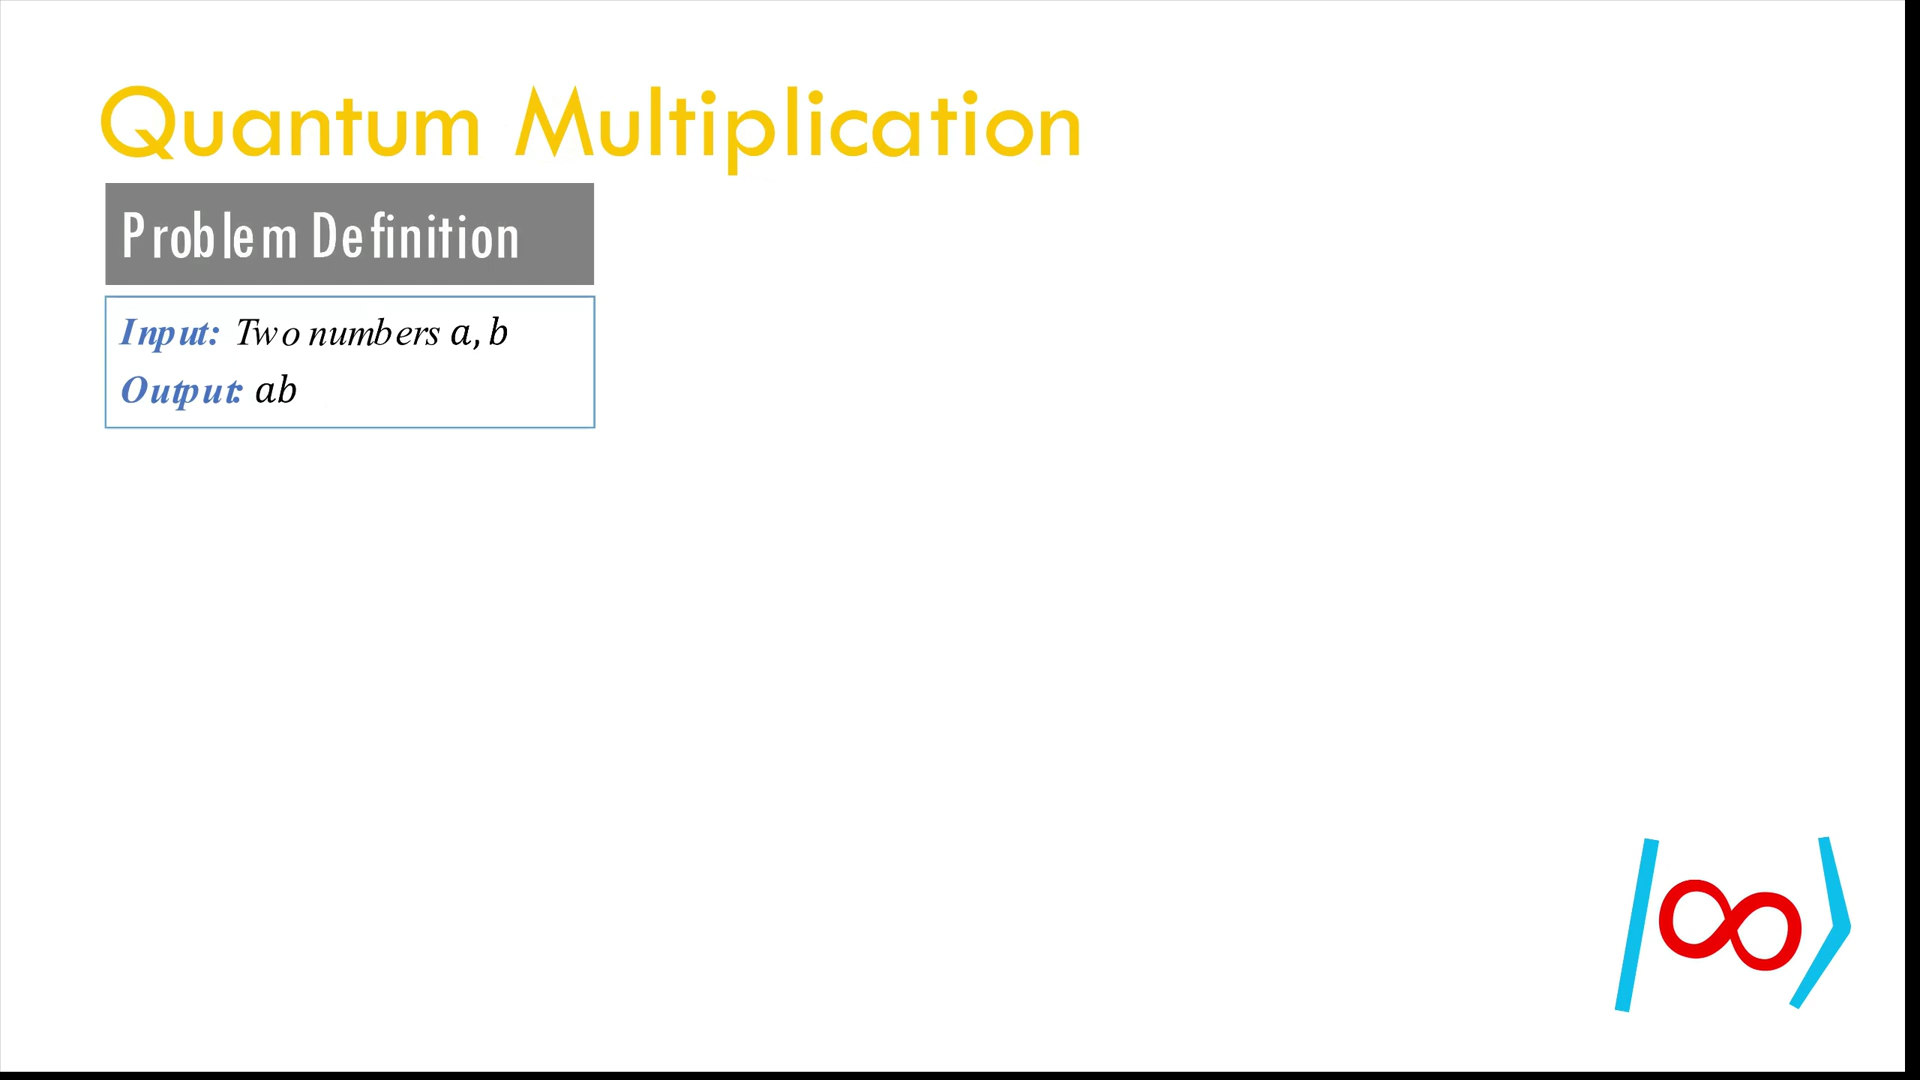 Quantum Multiplication
Problem Definition
Input: Two numbers a, b
Output: ab
|∞⟩